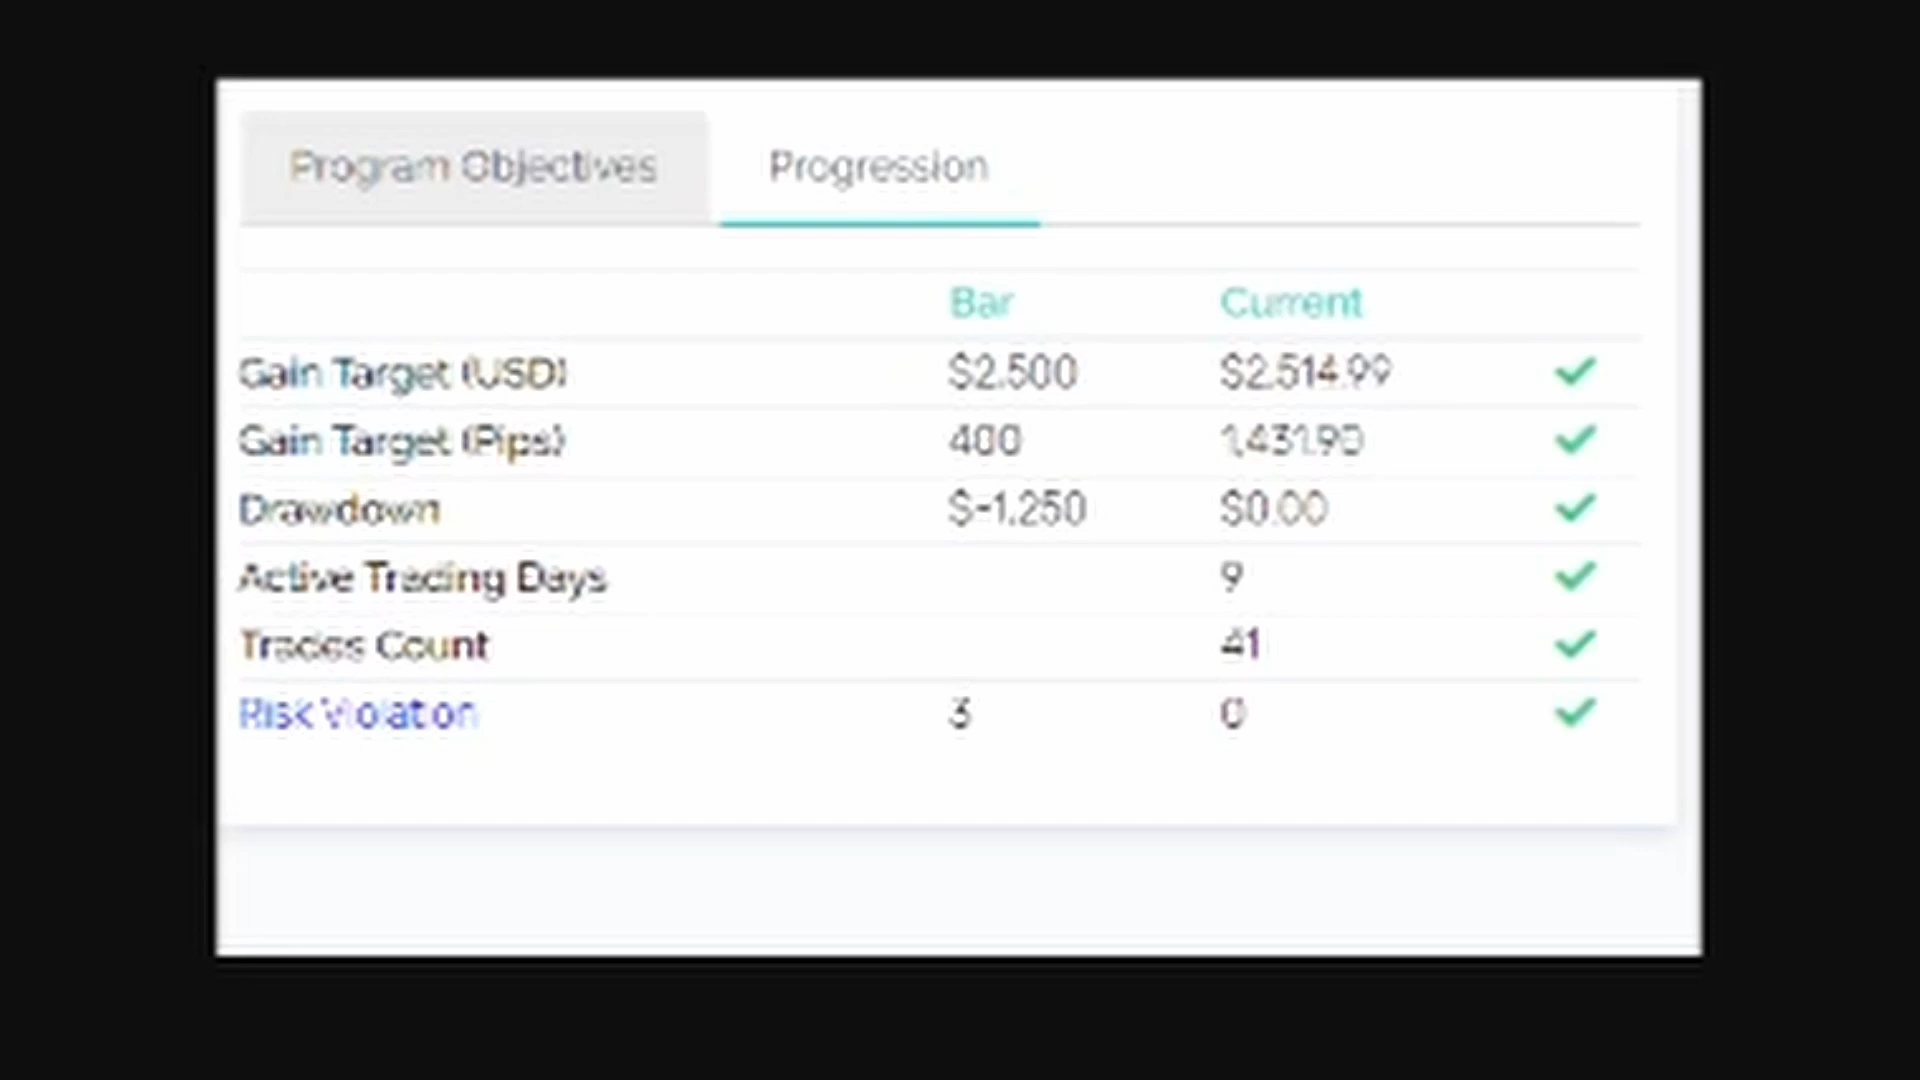 Program Objectives Progression
Bar Current
Gain Target (USD) $2,500 $2,514.99
Gain Target (Pips) 400 1,431.90
Drawdown $-1,250 $0.00
Active Trading Days 9
Trades Count 41
Risk Violation 3 0